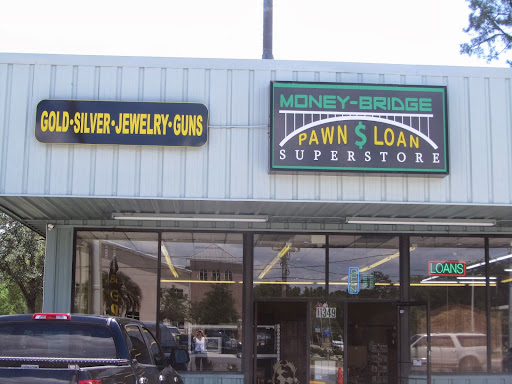 GOLD•SILVER•JEWELRY•GUNS
MONEY-BRIDGE
PAWN $ LOAN
SUPERSTORE
LOANS